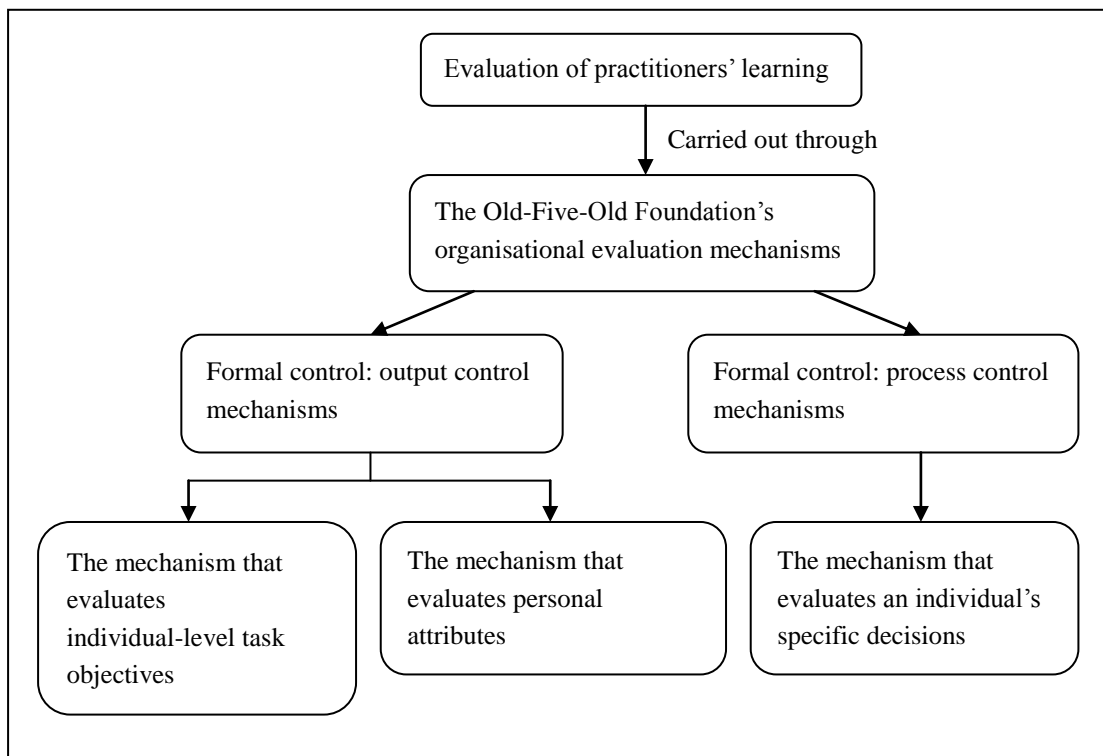 Evaluation of practitioners’ learning
Carried out through
The Old-Five-Old Foundation’s
organisational evaluation mechanisms
Formal control: output control
mechanisms
Formal control: process control
mechanisms
The mechanism that
evaluates
individual-level task
objectives
The mechanism that
evaluates personal
attributes
The mechanism that
evaluates an individual’s
specific decisions